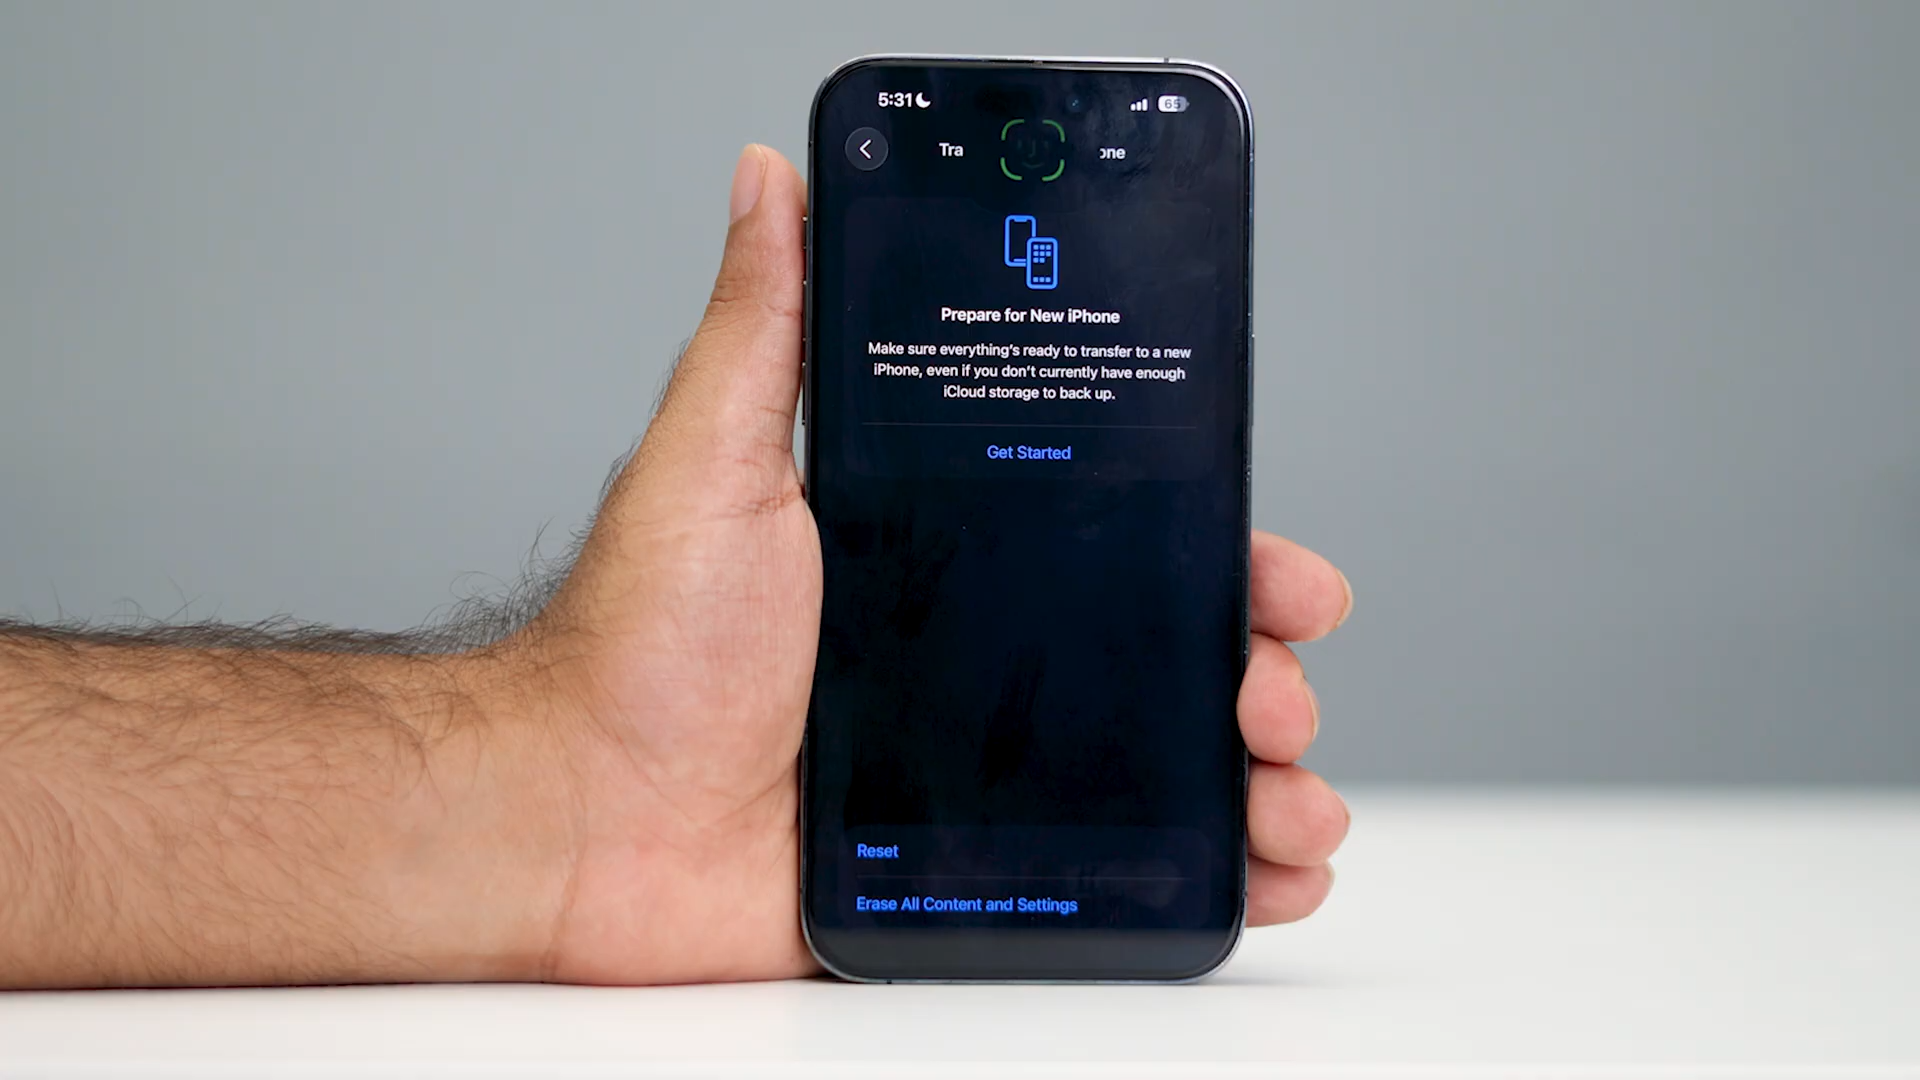 5:31
65
Tra one
Prepare for New iPhone
Make sure everything's ready to transfer to a new
iPhone, even if you don't currently have enough
iCloud storage to back up.
Get Started
Reset
Erase All Content and Settings